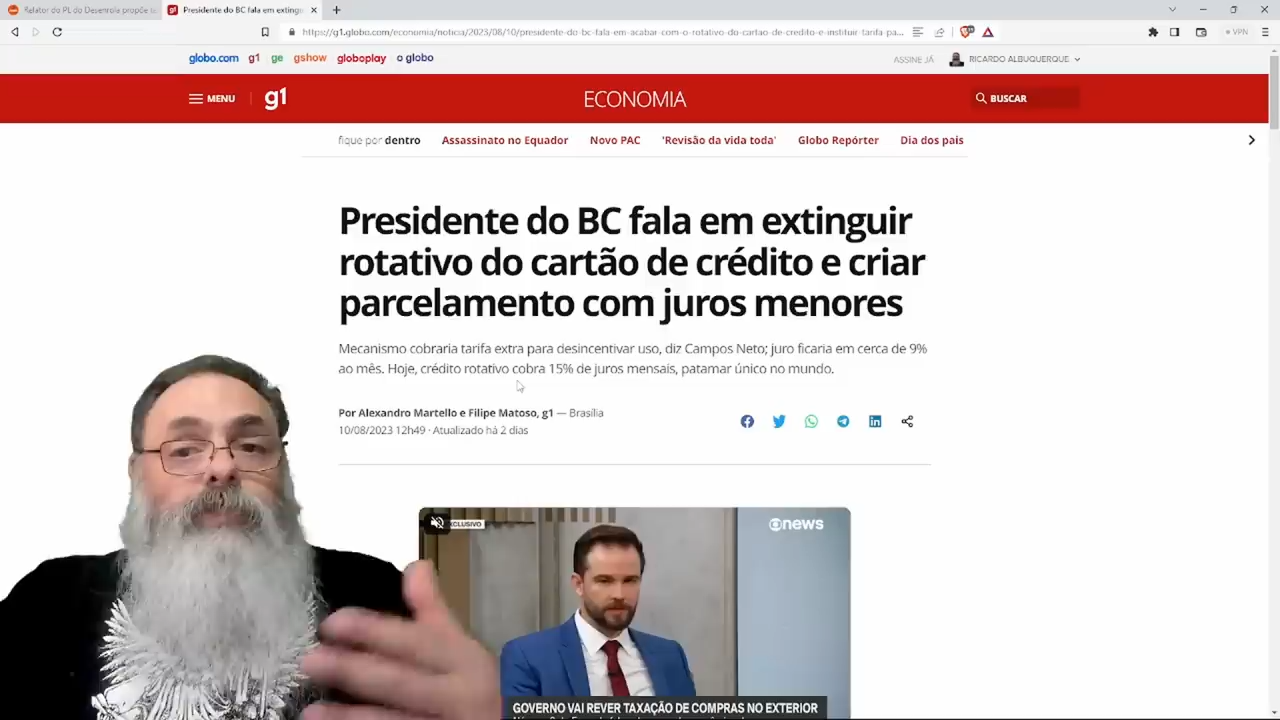 Relator do PL do Desenrola propõe ta
Presidente do BC fala em extingu
https://g1.globo.com/economia/noticia/2023/08/10/presidente-do-bc-fala-em-acabar-com-o-rotativo-do-cartao-de-credito-e-instituir-tarifa-pa...
VPN
globo.com g1 ge gshow globoplay o globo
ASSINE JÁ
RICARDO ALBUQUERQUE
MENU
g1
ECONOMIA
BUSCAR
fique por dentro
Assassinato no Equador
Novo PAC
'Revisão da vida toda'
Globo Repórter
Dia dos pais
Presidente do BC fala em extinguir
rotativo do cartão de crédito e criar
parcelamento com juros menores
Mecanismo cobraria tarifa extra para desincentivar uso, diz Campos Neto; juro ficaria em cerca de 9%
ao mês. Hoje, crédito rotativo cobra 15% de juros mensais, patamar único no mundo.
Por Alexandro Martello e Filipe Matoso, g1 — Brasília
10/08/2023 12h49 · Atualizado há 2 dias
news
GOVERNO VAI REVER TAXAÇÃO DE COMPRAS NO EXTERIOR